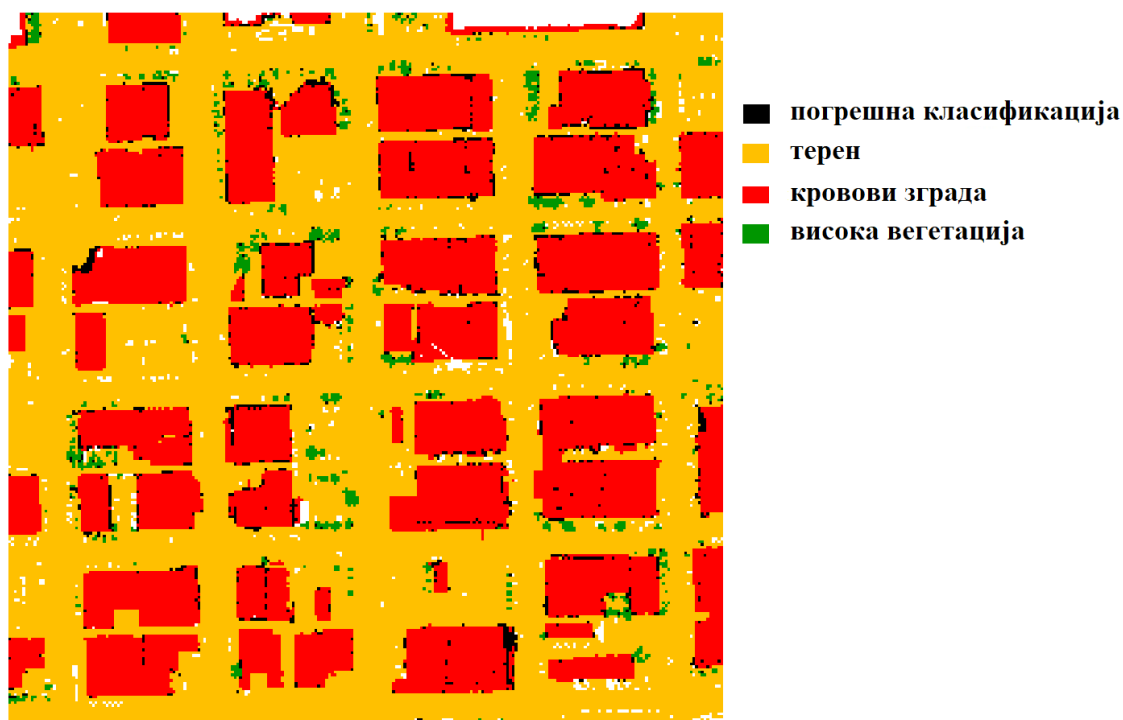 погрешна класификација
терен
кровови зграда
висока вегетација